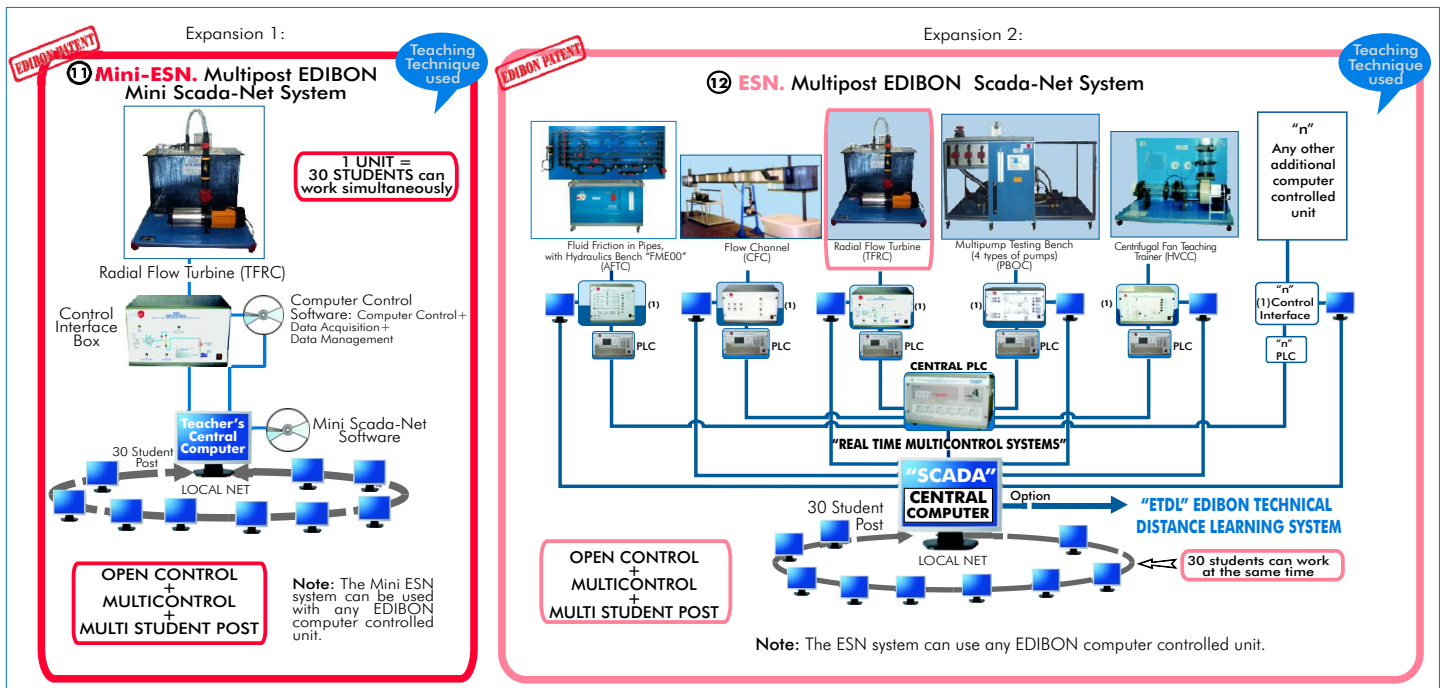 Expansion 1:
EDIBON PATENT
Teaching
Technique
used
11 Mini-ESN. Multipost EDIBON
Mini Scada-Net System
1 UNIT =
30 STUDENTS can
work simultaneously
Radial Flow Turbine (TFRC)
Control
Interface
Box
Computer Control
Software: Computer Control+
Data Acquisition+
Data Management
Teacher's
Central
Computer
Mini Scada-Net
Software
30 Student
Post
LOCAL NET
OPEN CONTROL
+
MULTICONTROL
+
MULTI STUDENT POST
Note: The Mini ESN
system can be used
with any EDIBON
computer controlled
unit.
Expansion 2:
EDIBON PATENT
Teaching
Technique
used
12 ESN. Multipost EDIBON Scada-Net System
Fluid Friction in Pipes,
with Hydraulics Bench "FME00"
(AFTC)
Flow Channel
(CFC)
Radial Flow Turbine
(TFRC)
Multipump Testing Bench
(4 types of pumps)
(PBOC)
Centrifugal Fan Teaching
Trainer (HVCC)
"n"
Any other
additional
computer
controlled
unit
(1)
(1)
(1)
(1)
(1)
"n"
(1)Control
Interface
PLC
PLC
PLC
PLC
PLC
"n"
PLC
CENTRAL PLC
"REAL TIME MULTICONTROL SYSTEMS"
"SCADA"
CENTRAL
COMPUTER
Option
"ETDL" EDIBON TECHNICAL
DISTANCE LEARNING SYSTEM
30 Student
Post
LOCAL NET
30 students can work
at the same time
OPEN CONTROL
+
MULTICONTROL
+
MULTI STUDENT POST
Note: The ESN system can use any EDIBON computer controlled unit.